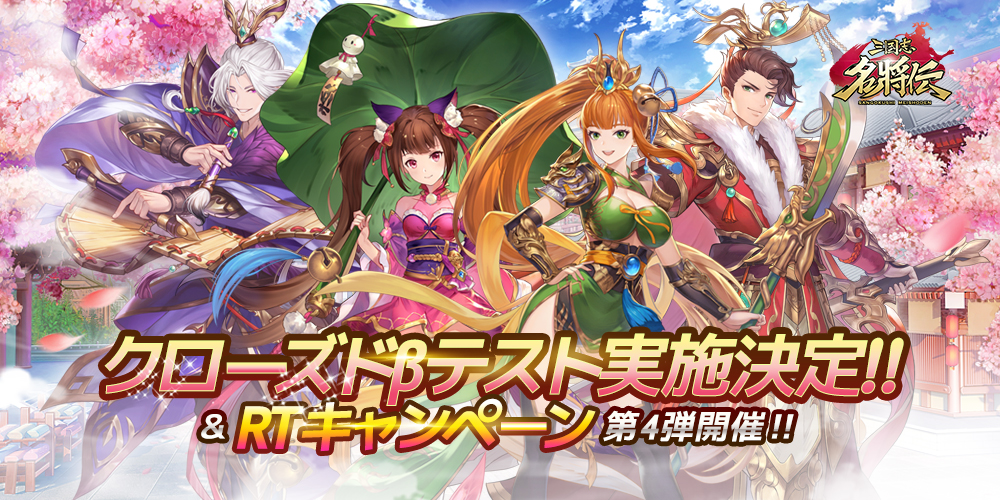 三国志
名将伝
SANGOKUSHI MEISHODEN
クローズドβテスト実施決定!!
& RTキャンペーン 第4弾開催!!